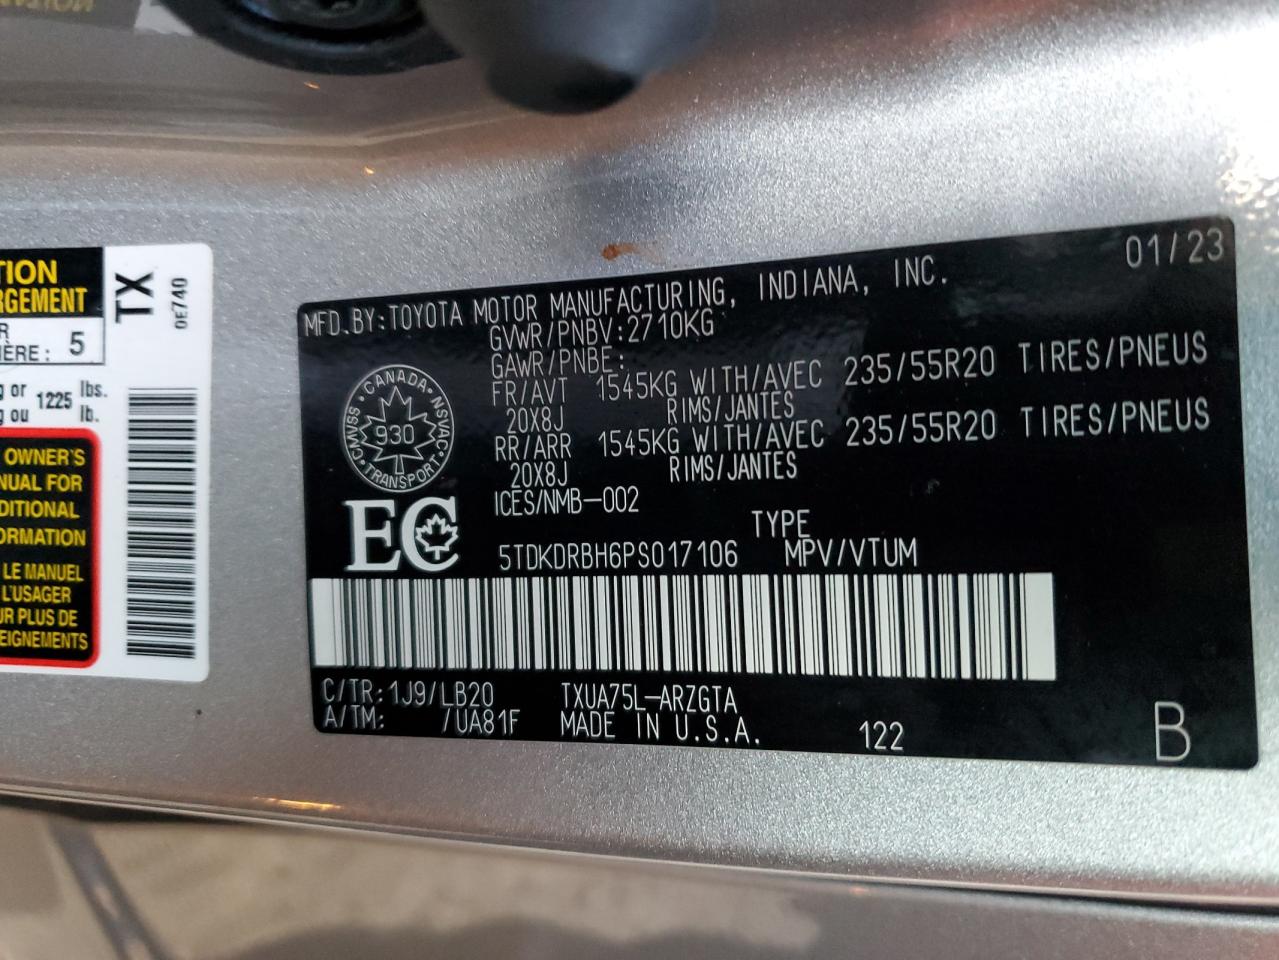 TION
RGEMENT
TX
0E740
R
IÈRE: 5
g or 1225 lbs.
g ou lb.
OWNER'S
NUAL FOR
DITIONAL
FORMATION
LE MANUEL
L'USAGER
UR PLUS DE
EIGNEMENTS
01/23
MFD.BY:TOYOTA MOTOR MANUFACTURING, INDIANA, INC.
GVWR/PNBV:2710KG
GAWR/PNBE:
FR/AVT 1545KG WITH/AVEC 235/55R20 TIRES/PNEUS
20X8J RIMS/JANTES
RR/ARR 1545KG WITH/AVEC 235/55R20 TIRES/PNEUS
20X8J RIMS/JANTES
ICES/NMB-002
CANADA
CMVSS 930 NSVAC
TRANSPORT
EC
TYPE
5TDKDRBH6PS017106 MPV/VTUM
C/TR:1J9/LB20 TXUA75L-ARZGTA
A/TM: /UA81F MADE IN U.S.A. 122
B